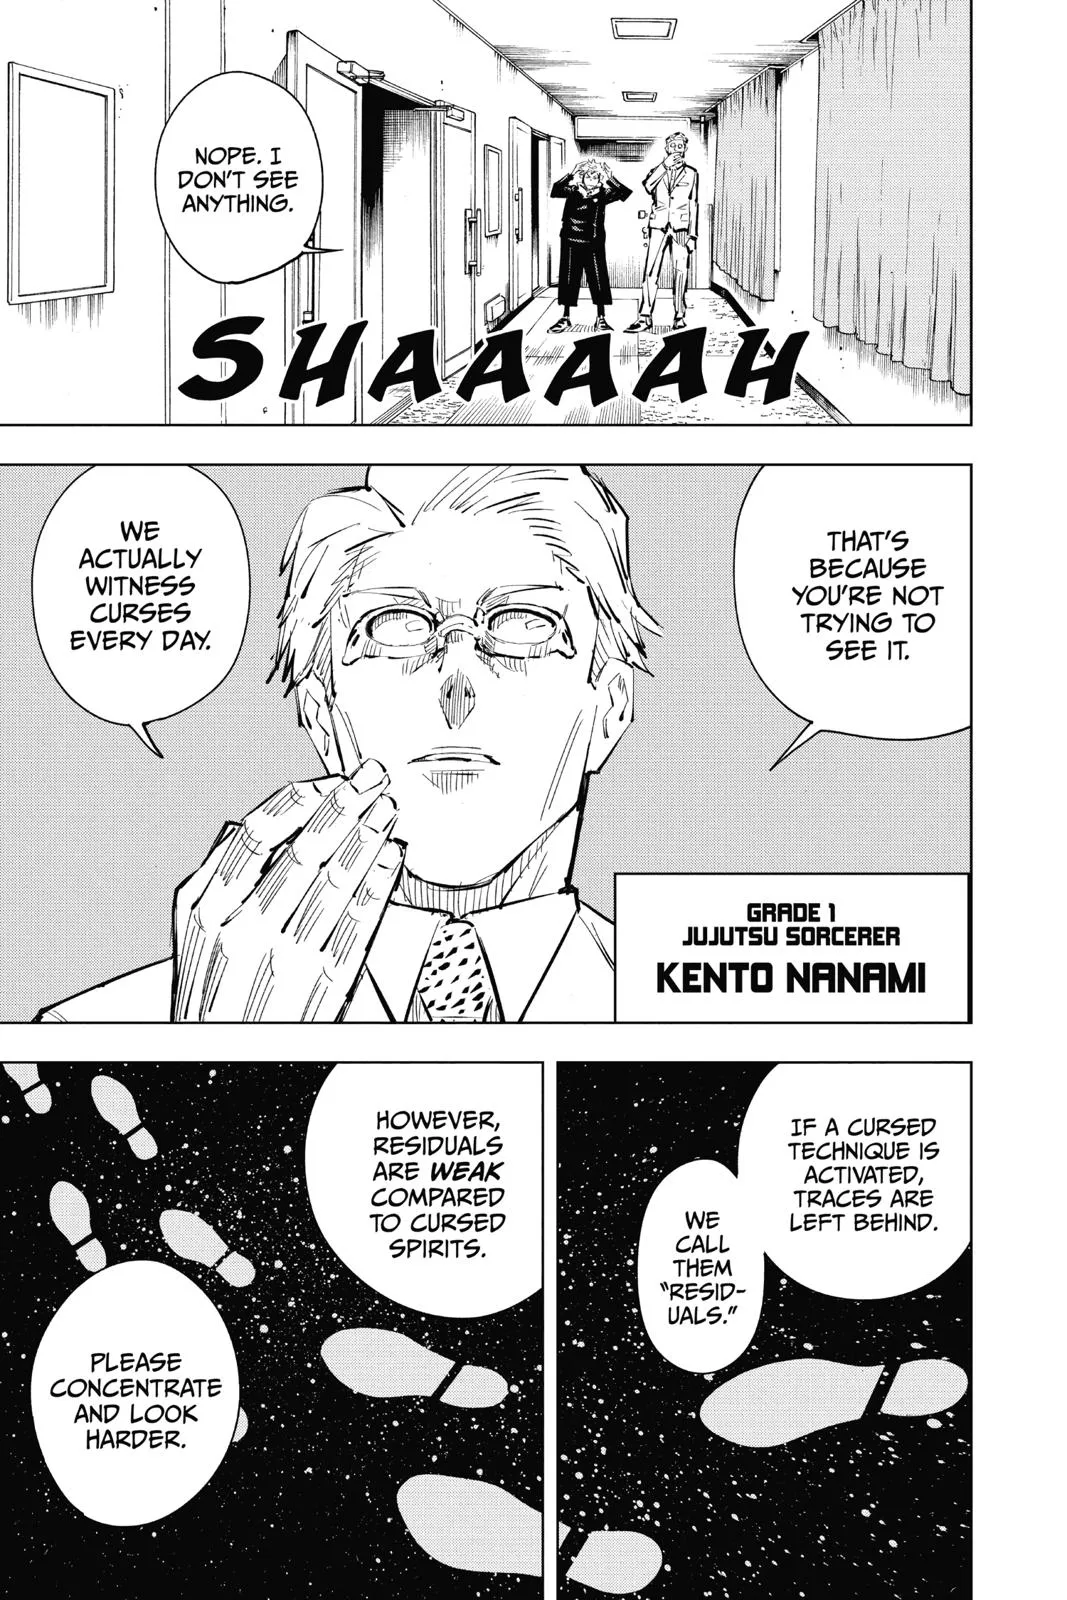 NOPE. I
DON'T SEE
ANYTHING.
SHAAAAH
THAT'S
BECAUSE
YOU'RE NOT
TRYING TO
SEE IT.
WE
ACTUALLY
WITNESS
CURSES
EVERY DAY.
GRADE 1
JUJUTSU SORCERER
KENTO NANAMI
IF A CURSED
TECHNIQUE IS
ACTIVATED,
TRACES ARE
LEFT BEHIND.
WE
CALL
THEM
"RESID-
UALS."
HOWEVER,
RESIDUALS
ARE WEAK
COMPARED
TO CURSED
SPIRITS.
PLEASE
CONCENTRATE
AND LOOK
HARDER.